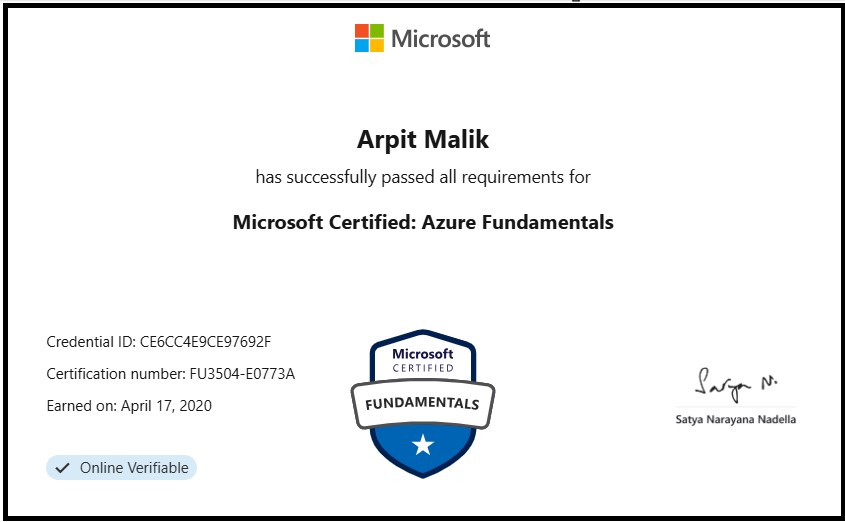 Microsoft
Arpit Malik
has successfully passed all requirements for
Microsoft Certified: Azure Fundamentals
Credential ID: CE6CC4E9CE97692F
Certification number: FU3504-E0773A
Earned on: April 17, 2020
Online Verifiable
Microsoft
CERTIFIED
FUNDAMENTALS
Satya N.
Satya Narayana Nadella